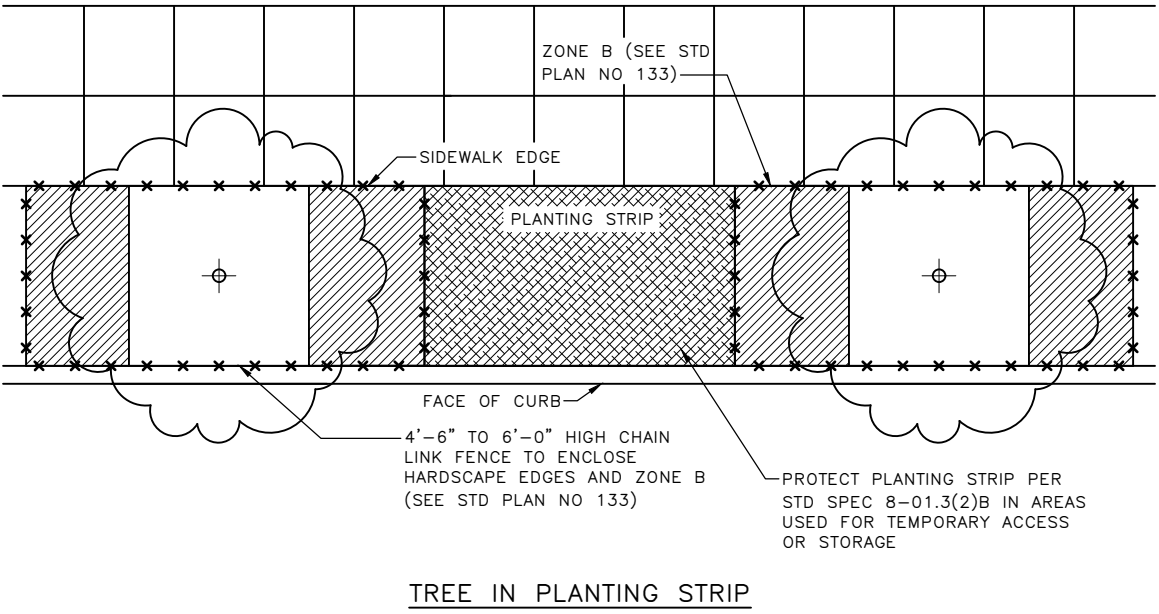 ZONE B (SEE STD
PLAN NO 133)
SIDEWALK EDGE
PLANTING STRIP
FACE OF CURB
4'-6" TO 6'-0" HIGH CHAIN
LINK FENCE TO ENCLOSE
HARDSCAPE EDGES AND ZONE B
(SEE STD PLAN NO 133)
PROTECT PLANTING STRIP PER
STD SPEC 8-01.3(2)B IN AREAS
USED FOR TEMPORARY ACCESS
OR STORAGE
TREE IN PLANTING STRIP